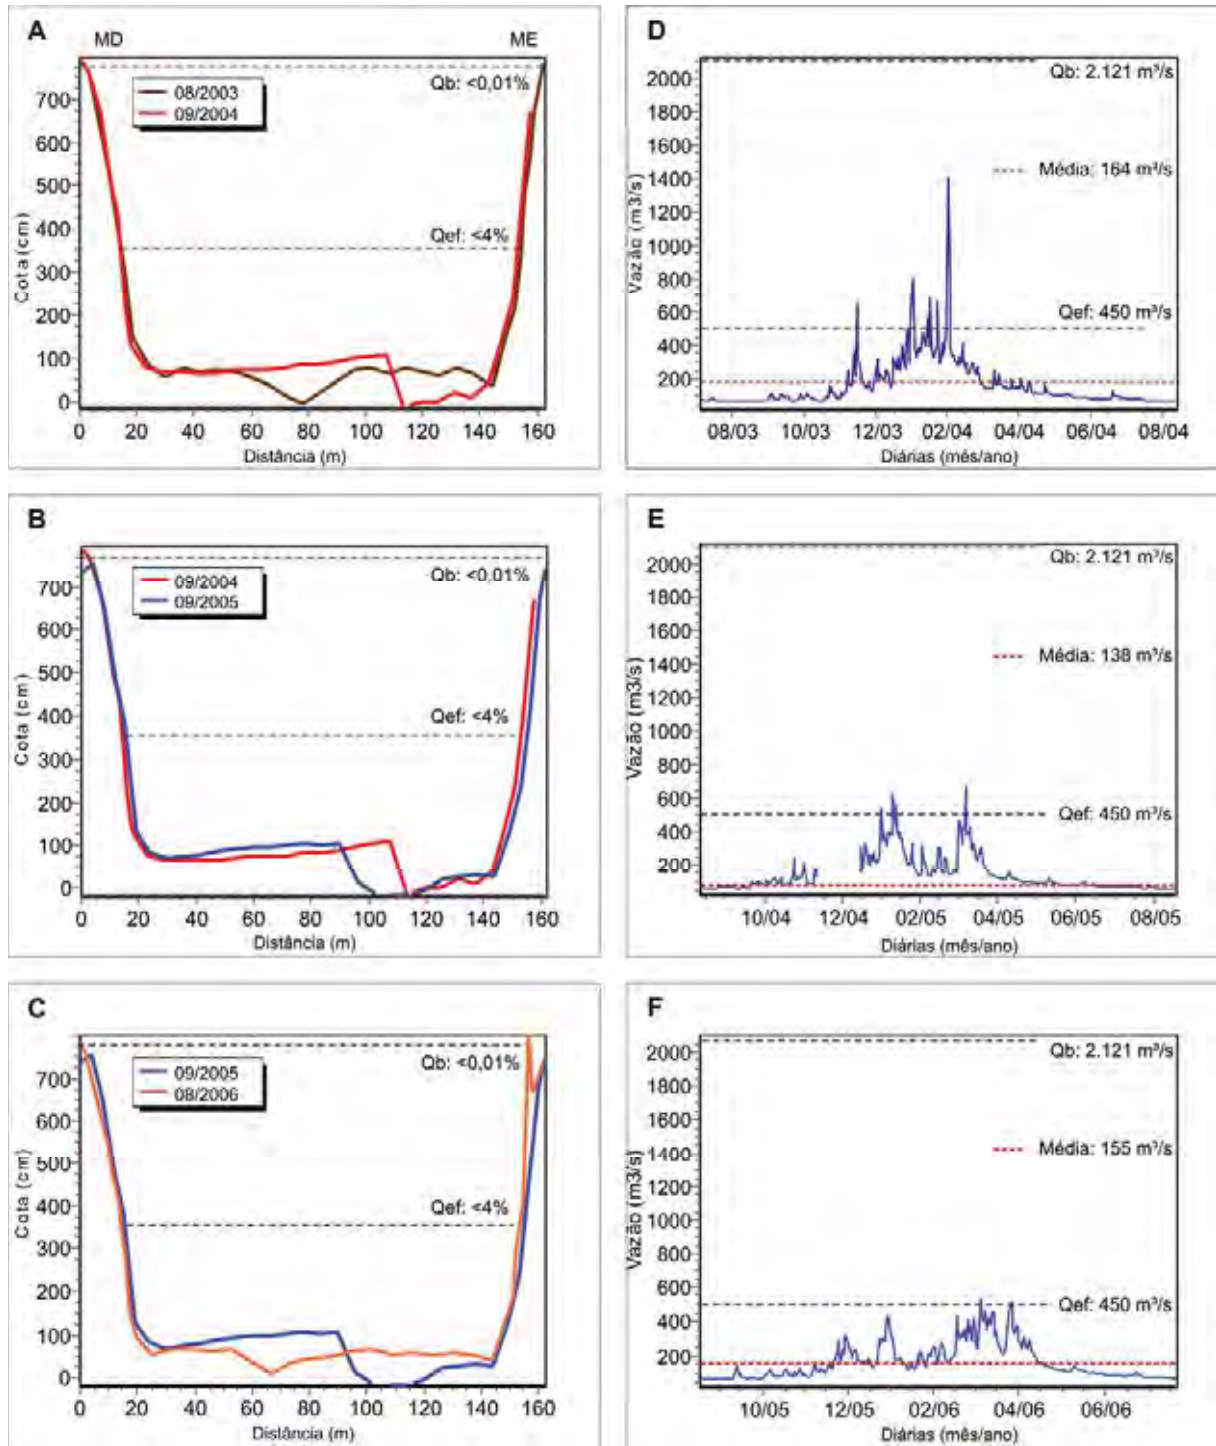 A
MD ME
Qb: <0,01%
08/2003
09/2004
Qef: <4%
Cota (cm)
700
600
500
400
300
200
100
0
0 20 40 60 80 100 120 140 160
Distância (m)
D
Qb: 2.121 m³/s
Média: 164 m³/s
Qef: 450 m³/s
Vazão (m3/s)
2000
1800
1600
1400
1200
1000
800
600
400
200
08/03 10/03 12/03 02/04 04/04 06/04 08/04
Diárias (mês/ano)
B
Qb: <0,01%
09/2004
09/2005
Qef: <4%
Cota (cm)
700
600
500
400
300
200
100
0
0 20 40 60 80 100 120 140 160
Distância (m)
E
Qb: 2.121 m³/s
Média: 138 m³/s
Qef: 450 m³/s
Vazão (m3/s)
2000
1800
1600
1400
1200
1000
800
600
400
200
10/04 12/04 02/05 04/05 06/05 08/05
Diárias (mês/ano)
C
Qb: <0,01%
09/2005
08/2006
Qef: <4%
Cota (cm)
700
600
500
400
300
200
100
0
0 20 40 60 80 100 120 140 160
Distância (m)
F
Qb: 2.121 m³/s
Média: 155 m³/s
Qef: 450 m³/s
Vazão (m3/s)
2000
1800
1600
1400
1200
1000
800
600
400
200
10/05 12/05 02/06 04/06 06/06
Diárias (mês/ano)